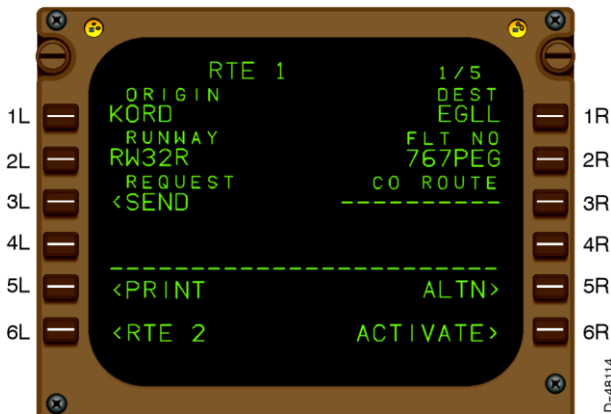 RTE 1 1/5
ORIGIN DEST
1L KORD EGLL 1R
RUNWAY FLT NO
2L RW32R 767PEG 2R
REQUEST CO ROUTE
3L <SEND ---------- 3R
4L 4R
------------------------
5L <PRINT ALTN> 5R
6L <RTE 2 ACTIVATE> 6R
D-48114